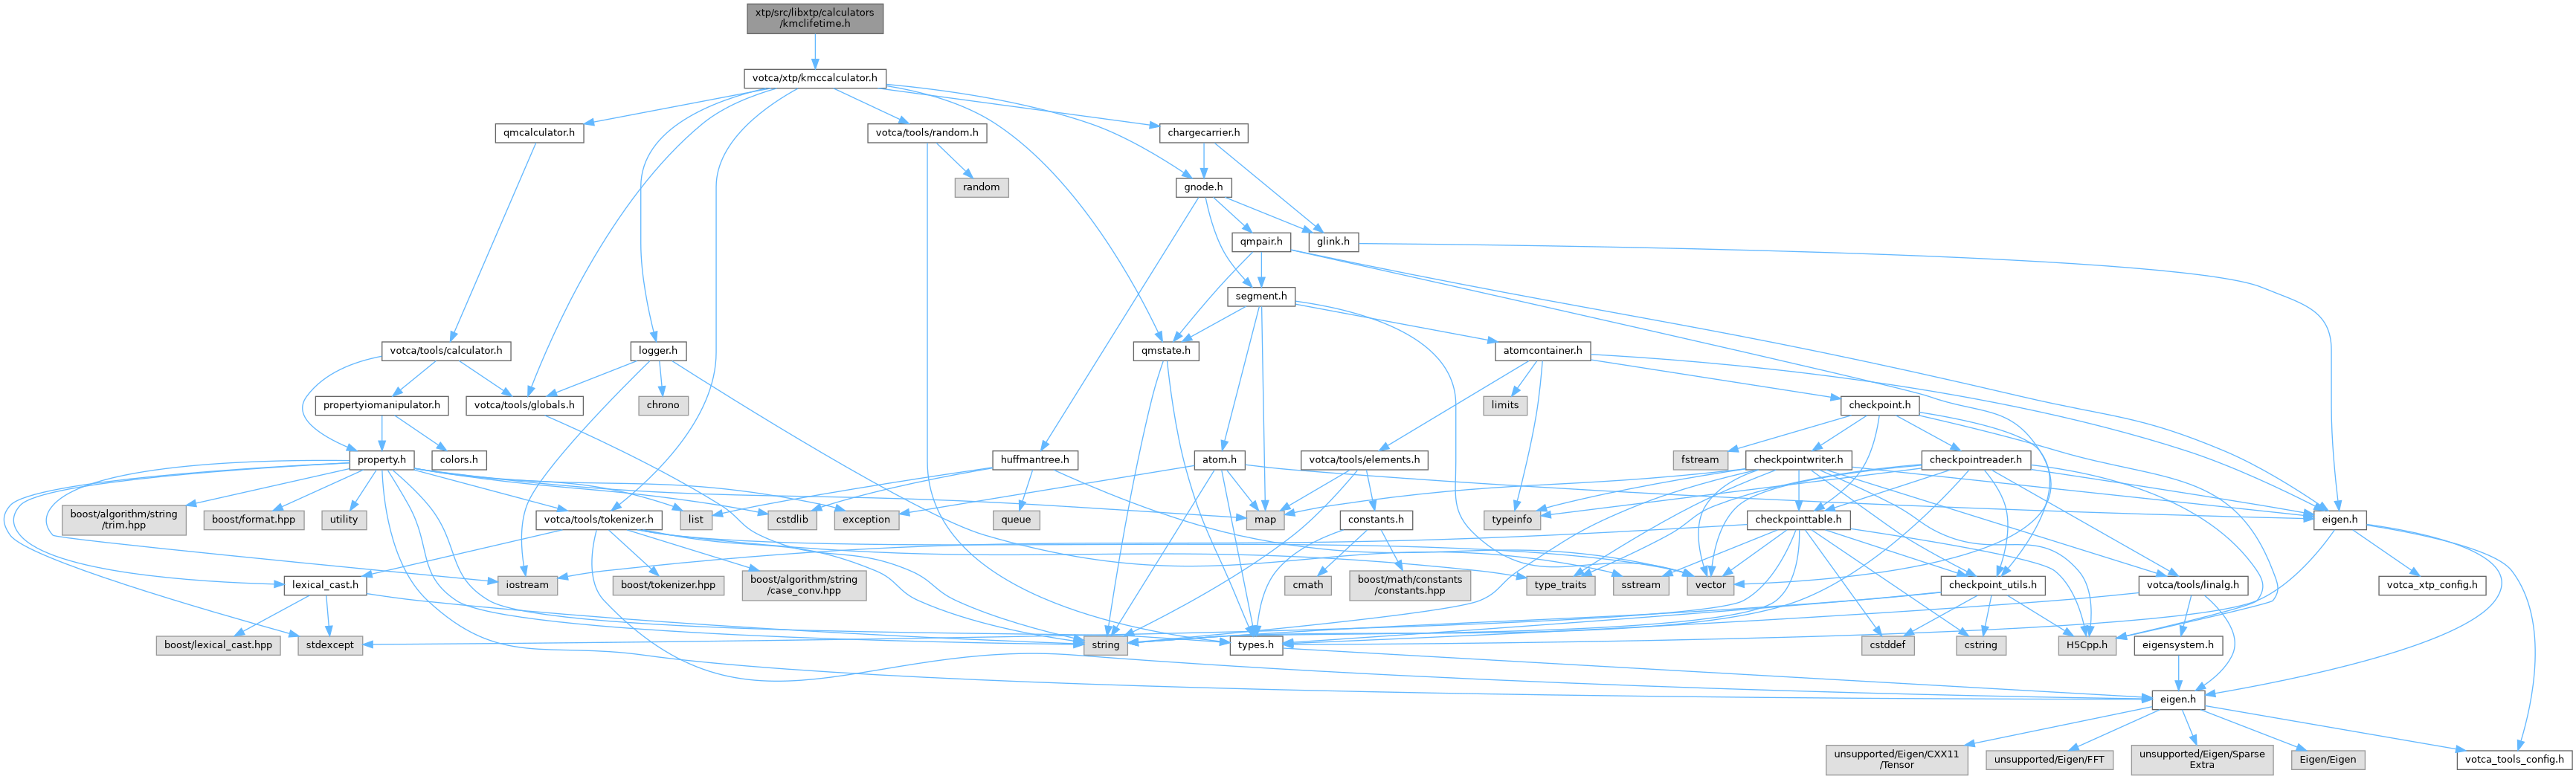 xtp/src/libxtp/calculators
/kmclifetime.h
votca/xtp/kmccalculator.h
qmcalculator.h
votca/tools/random.h
chargecarrier.h
random
gnode.h
qmpair.h
glink.h
segment.h
votca/tools/calculator.h
logger.h
qmstate.h
atomcontainer.h
propertyiomanipulator.h
votca/tools/globals.h
chrono
limits
checkpoint.h
property.h
colors.h
huffmantree.h
atom.h
votca/tools/elements.h
fstream
checkpointwriter.h
checkpointreader.h
boost/algorithm/string
/trim.hpp
boost/format.hpp
utility
votca/tools/tokenizer.h
list
cstdlib
exception
queue
map
constants.h
typeinfo
checkpointtable.h
eigen.h
lexical_cast.h
iostream
boost/tokenizer.hpp
boost/algorithm/string
/case_conv.hpp
type_traits
cmath
boost/math/constants
/constants.hpp
sstream
vector
checkpoint_utils.h
votca/tools/linalg.h
votca_xtp_config.h
boost/lexical_cast.hpp
stdexcept
string
types.h
cstddef
cstring
H5Cpp.h
eigensystem.h
eigen.h
unsupported/Eigen/CXX11
/Tensor
unsupported/Eigen/FFT
unsupported/Eigen/Sparse
Extra
Eigen/Eigen
votca_tools_config.h